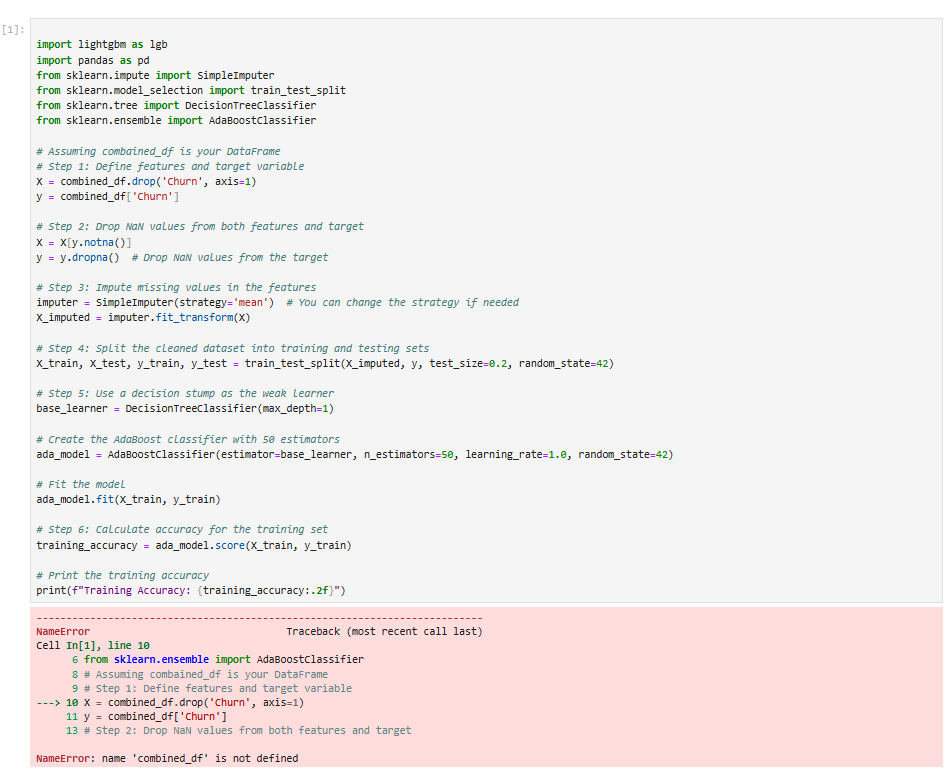 [1]:
import lightgbm as lgb
import pandas as pd
from sklearn.impute import SimpleImputer
from sklearn.model_selection import train_test_split
from sklearn.tree import DecisionTreeClassifier
from sklearn.ensemble import AdaBoostClassifier
# Assuming combained_df is your DataFrame
# Step 1: Define features and target variable
X = combined_df.drop('Churn', axis=1)
y = combined_df['Churn']
# Step 2: Drop NaN values from both features and target
X = X[y.notna()]
y = y.dropna()  # Drop NaN values from the target
# Step 3: Impute missing values in the features
imputer = SimpleImputer(strategy='mean')  # You can change the strategy if needed
X_imputed = imputer.fit_transform(X)
# Step 4: Split the cleaned dataset into training and testing sets
X_train, X_test, y_train, y_test = train_test_split(X_imputed, y, test_size=0.2, random_state=42)
# Step 5: Use a decision stump as the weak learner
base_learner = DecisionTreeClassifier(max_depth=1)
# Create the AdaBoost classifier with 50 estimators
ada_model = AdaBoostClassifier(estimator=base_learner, n_estimators=50, learning_rate=1.0, random_state=42)
# Fit the model
ada_model.fit(X_train, y_train)
# Step 6: Calculate accuracy for the training set
training_accuracy = ada_model.score(X_train, y_train)
# Print the training accuracy
print(f"Training Accuracy: {training_accuracy:.2f}")
---------------------------------------------------------------------------
NameError                                 Traceback (most recent call last)
Cell In[1], line 10
      6 from sklearn.ensemble import AdaBoostClassifier
      8 # Assuming combained_df is your DataFrame
      9 # Step 1: Define features and target variable
---> 10 X = combined_df.drop('Churn', axis=1)
     11 y = combined_df['Churn']
     13 # Step 2: Drop NaN values from both features and target
NameError: name 'combined_df' is not defined